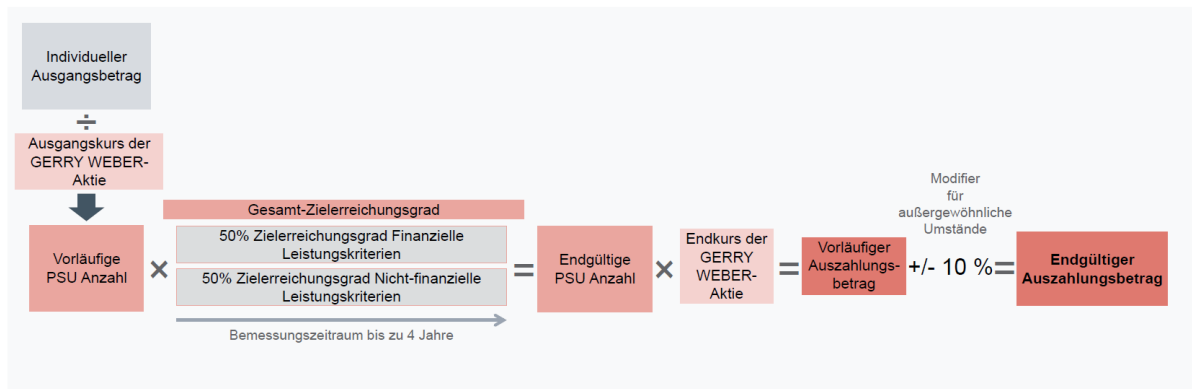 Individueller
Ausgangsbetrag
÷
Ausgangskurs der
GERRY WEBER-
Aktie
Vorläufige
PSU Anzahl
×
Gesamt-Zielerreichungsgrad
50% Zielerreichungsgrad Finanzielle
Leistungskriterien
50% Zielerreichungsgrad Nicht-finanzielle
Leistungskriterien
Bemessungszeitraum bis zu 4 Jahre
=
Endgültige
PSU Anzahl
×
Endkurs der
GERRY
WEBER-
Aktie
=
Vorläufiger
Auszahlungs-
betrag
Modifier
für
außergewöhnliche
Umstände
+/- 10 %
=
Endgültiger
Auszahlungsbetrag